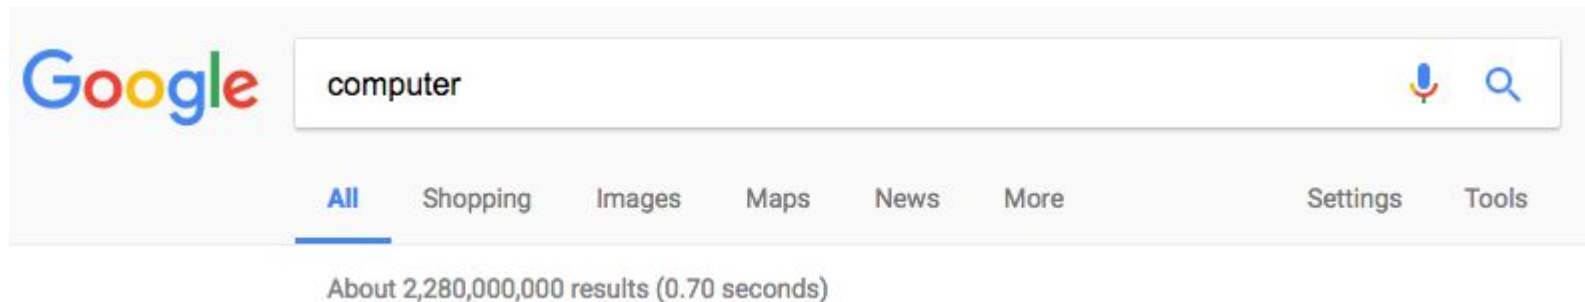 Google computer
All Shopping Images Maps News More Settings Tools
About 2,280,000,000 results (0.70 seconds)